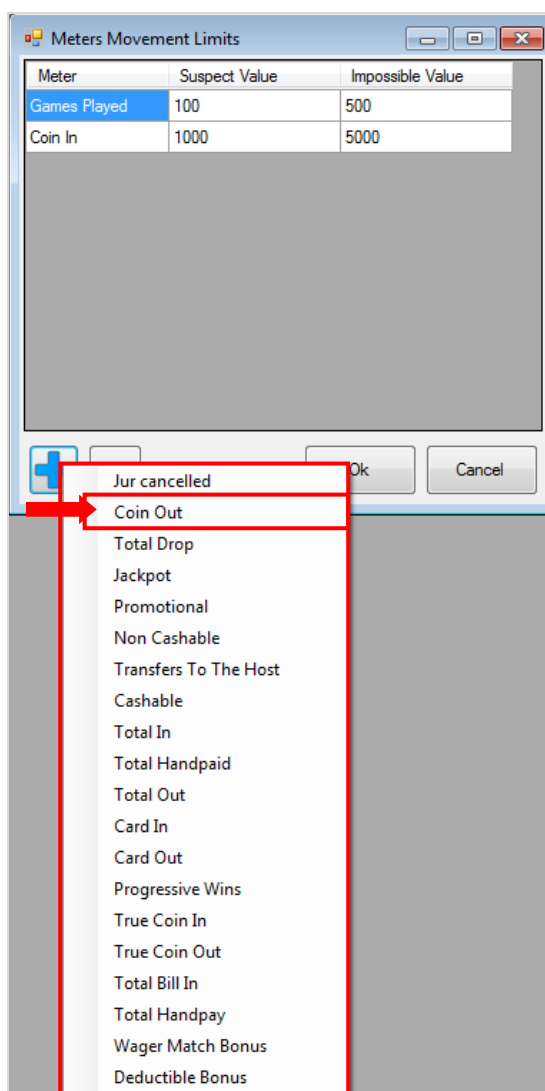 Meters Movement Limits
Meter Suspect Value Impossible Value
Games Played 100 500
Coin In 1000 5000
Ok Cancel
Jur cancelled
Coin Out
Total Drop
Jackpot
Promotional
Non Cashable
Transfers To The Host
Cashable
Total In
Total Handpaid
Total Out
Card In
Card Out
Progressive Wins
True Coin In
True Coin Out
Total Bill In
Total Handpay
Wager Match Bonus
Deductible Bonus